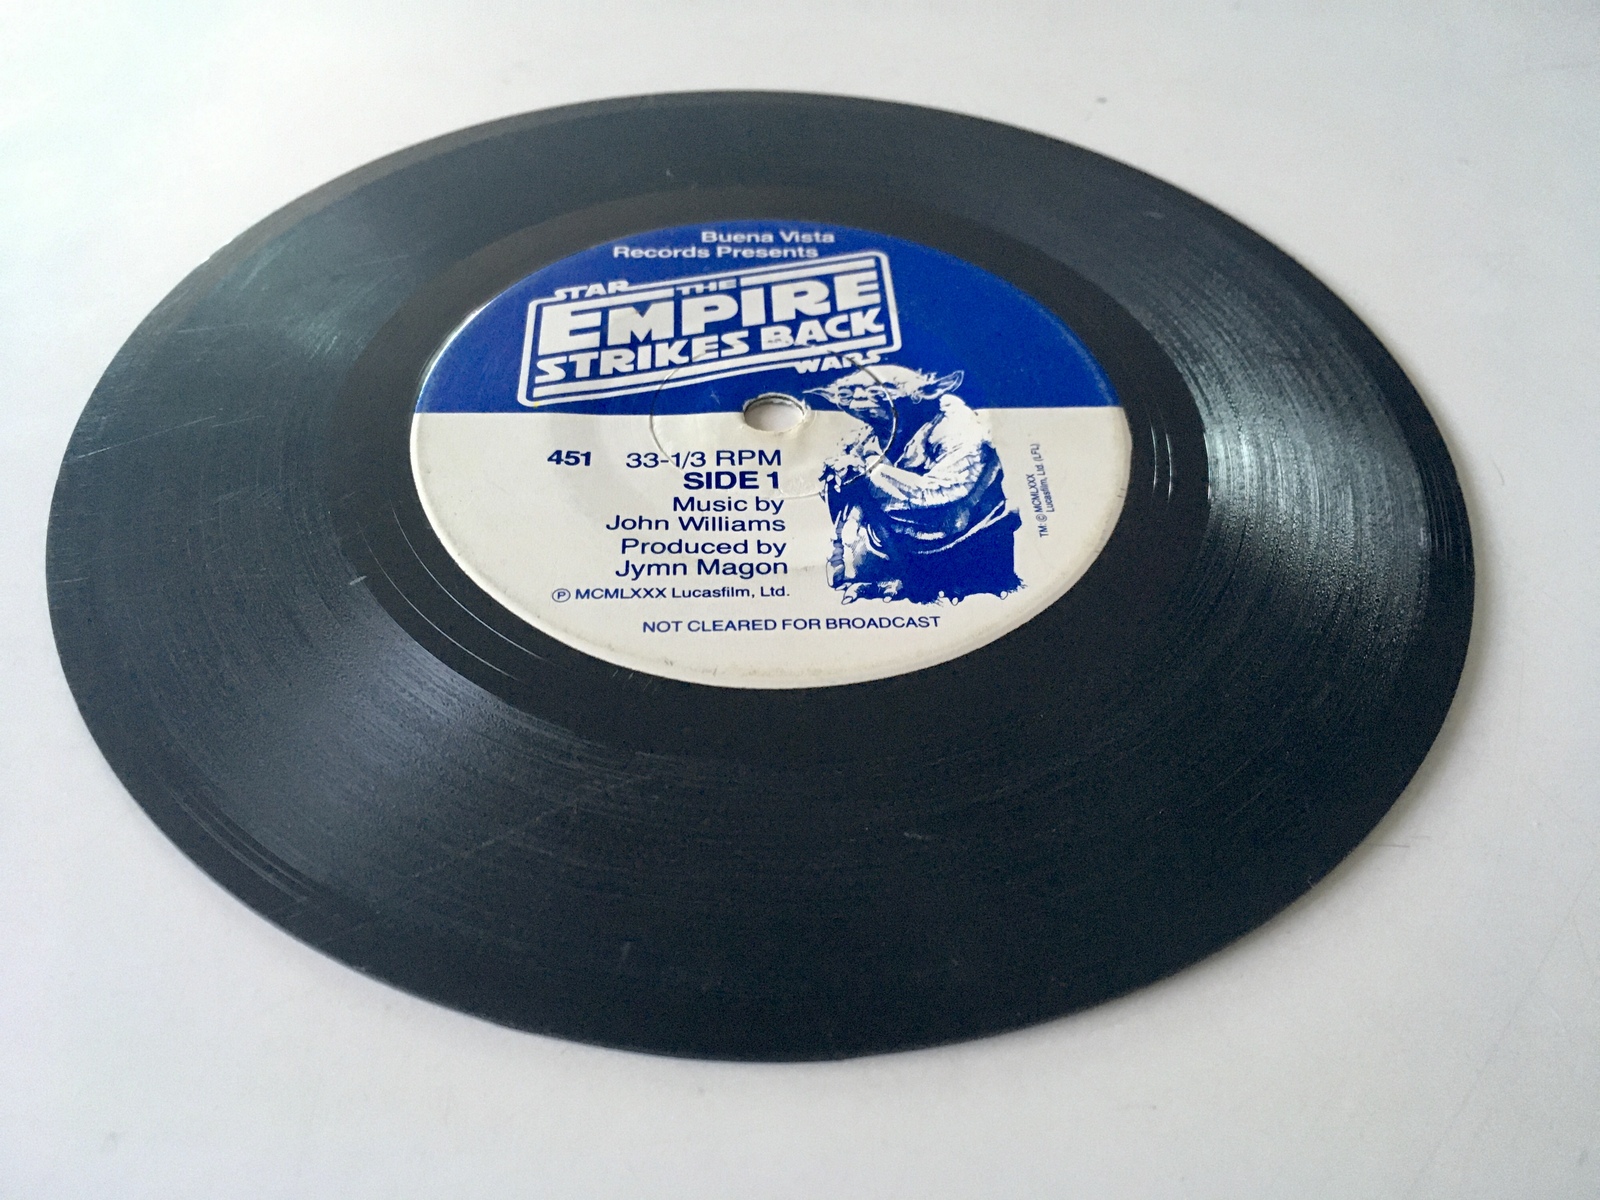 Buena Vista
Records Presents
STAR THE
EMPIRE
STRIKES BACK
WARS
451 33-1/3 RPM
SIDE 1
Music by
John Williams
Produced by
Jymn Magon
℗ MCMLXXX Lucasfilm, Ltd.
NOT CLEARED FOR BROADCAST
TM: © MCMLXXX
Lucasfilm, Ltd. (LFL)